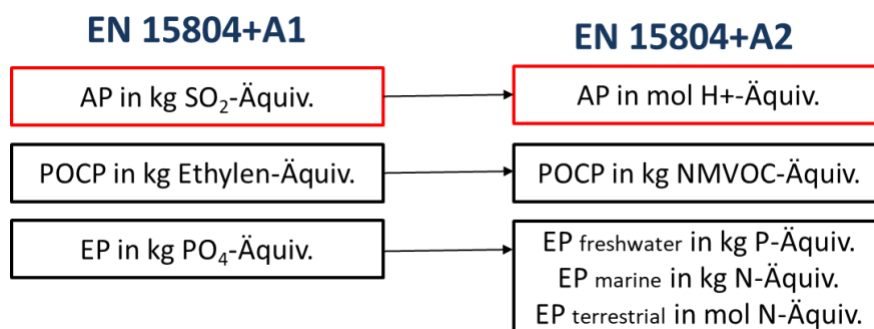 EN 15804+A1
EN 15804+A2
AP in kg SO₂-Äquiv.
AP in mol H+-Äquiv.
POCP in kg Ethylen-Äquiv.
POCP in kg NMVOC-Äquiv.
EP in kg PO₄-Äquiv.
EP freshwater in kg P-Äquiv.
EP marine in kg N-Äquiv.
EP terrestrial in mol N-Äquiv.